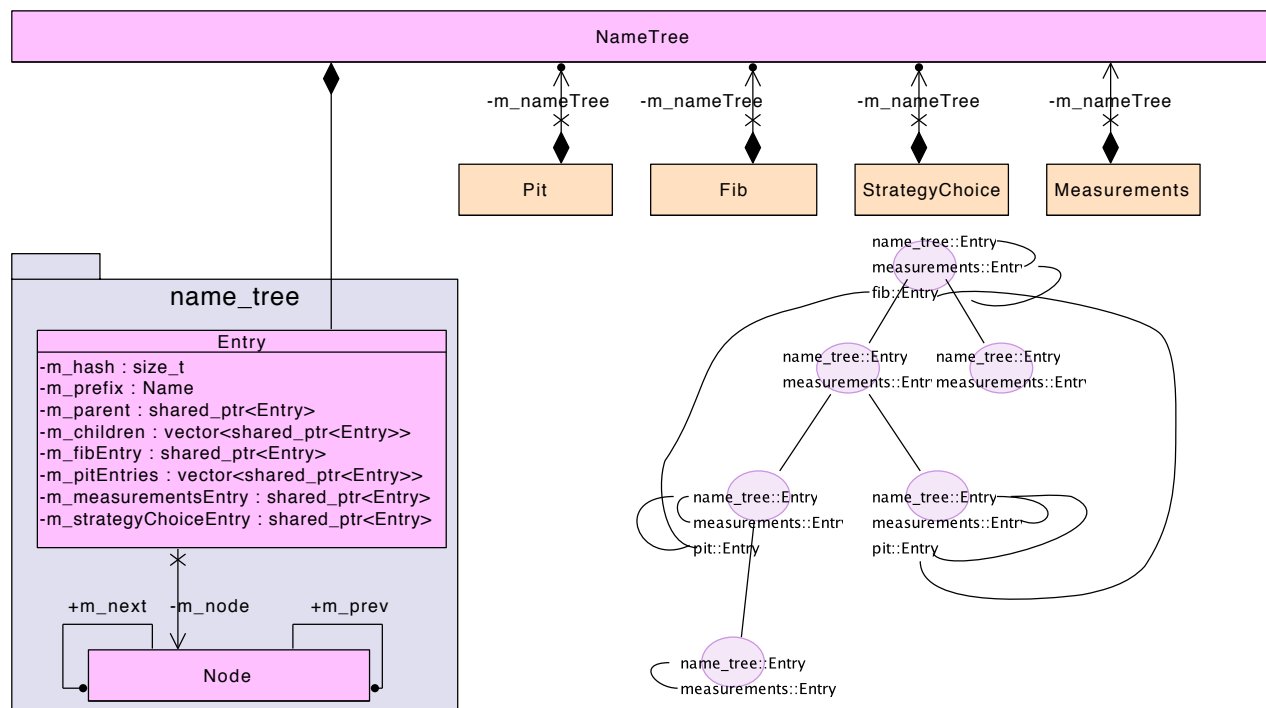 NameTree
-m_nameTree
-m_nameTree
-m_nameTree
-m_nameTree
Pit
Fib
StrategyChoice
Measurements
name_tree
Entry
-m_hash : size_t
-m_prefix : Name
-m_parent : shared_ptr<Entry>
-m_children : vector<shared_ptr<Entry>>
-m_fibEntry : shared_ptr<Entry>
-m_pitEntries : vector<shared_ptr<Entry>>
-m_measurementsEntry : shared_ptr<Entry>
-m_strategyChoiceEntry : shared_ptr<Entry>
+m_next
-m_node
+m_prev
Node
name_tree::Entry
measurements::Entr
fib::Entry
name_tree::Entry
measurements::Entr
name_tree::Entry
measurements::Entr
name_tree::Entry
measurements::Entr
pit::Entry
name_tree::Entry
measurements::Entr
pit::Entry
name_tree::Entry
measurements::Entry